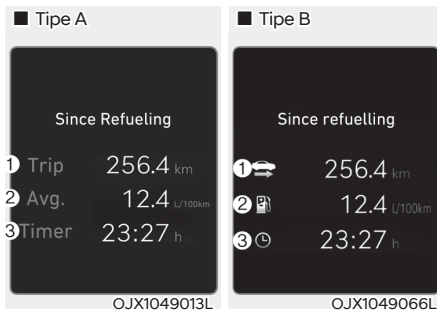 ■ Tipe A
Since Refueling
1 Trip 256.4 km
2 Avg. 12.4 L/100km
3 Timer 23:27 h
OJX1049013L
■ Tipe B
Since refuelling
1 256.4 km
2 12.4 L/100km
3 23:27 h
OJX1049066L